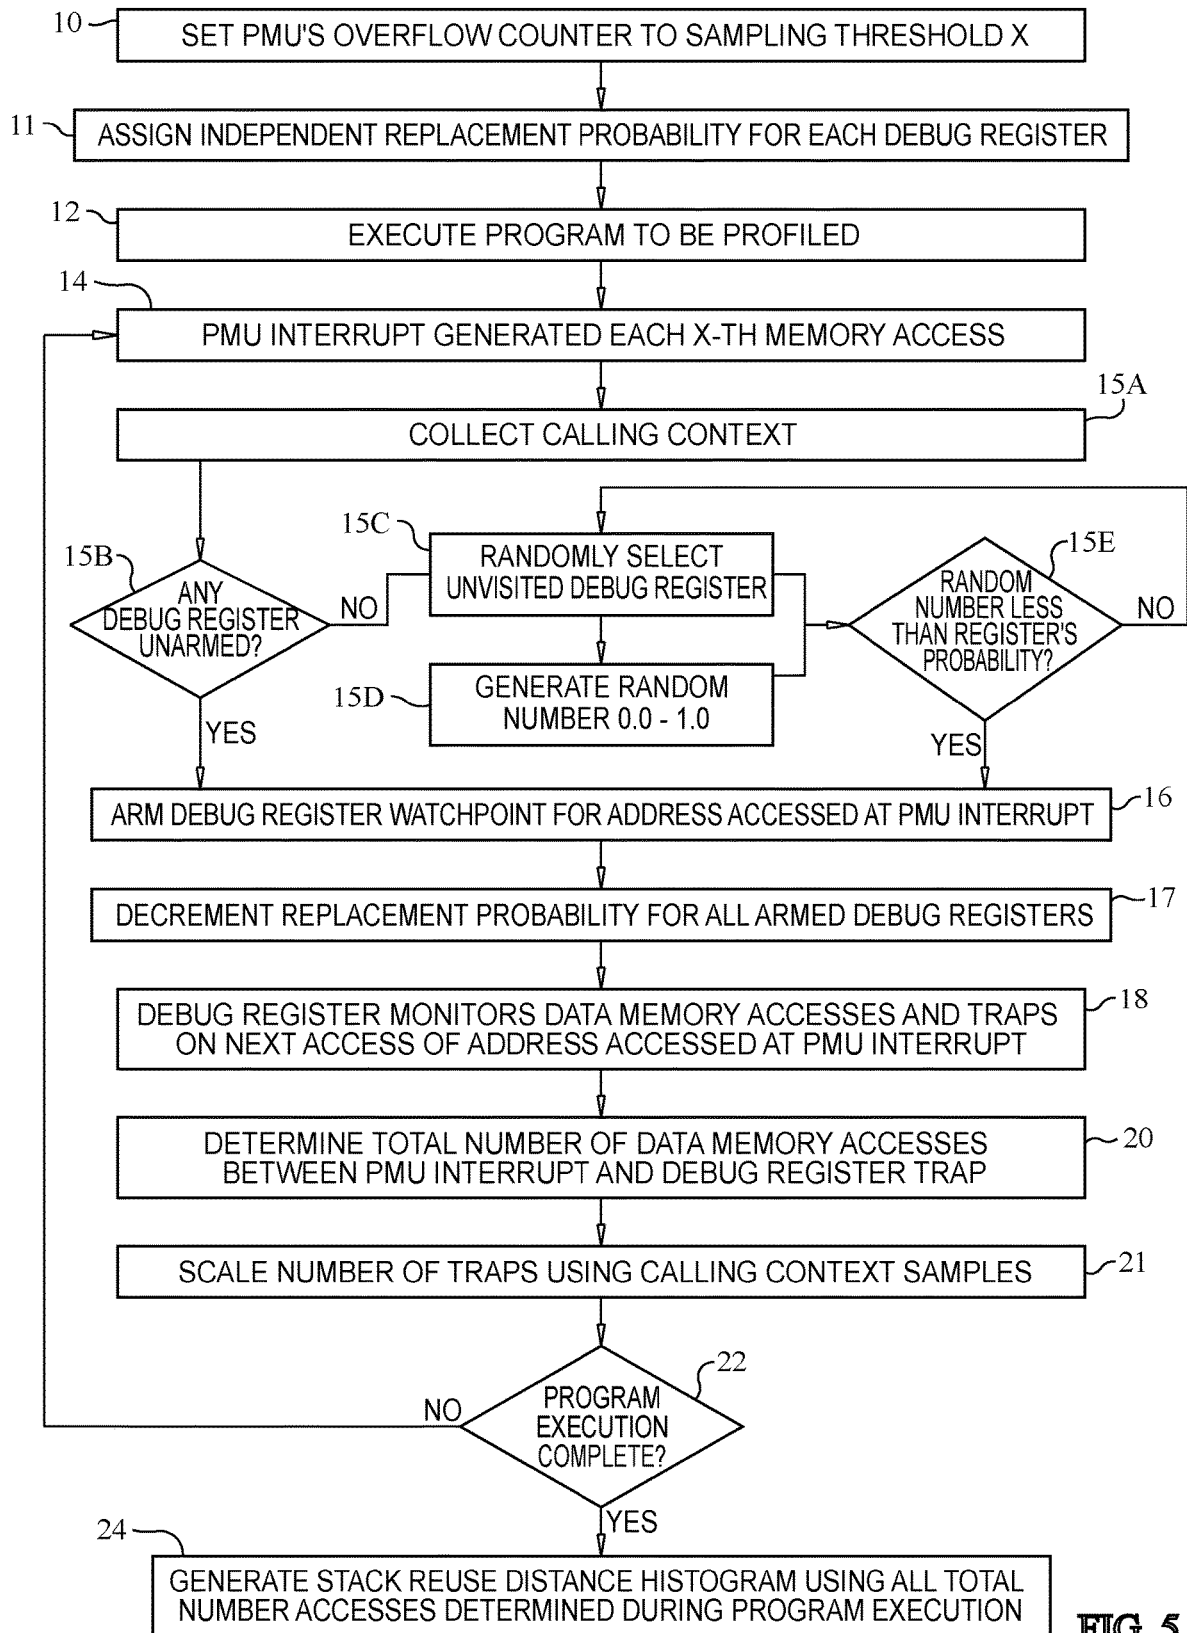 10
SET PMU'S OVERFLOW COUNTER TO SAMPLING THRESHOLD X
11
ASSIGN INDEPENDENT REPLACEMENT PROBABILITY FOR EACH DEBUG REGISTER
12
EXECUTE PROGRAM TO BE PROFILED
14
PMU INTERRUPT GENERATED EACH X-TH MEMORY ACCESS
15A
COLLECT CALLING CONTEXT
15B
ANY
DEBUG REGISTER
UNARMED?
NO
YES
15C
RANDOMLY SELECT
UNVISITED DEBUG REGISTER
15D
GENERATE RANDOM
NUMBER 0.0 - 1.0
15E
RANDOM
NUMBER LESS
THAN REGISTER'S
PROBABILITY?
NO
YES
ARM DEBUG REGISTER WATCHPOINT FOR ADDRESS ACCESSED AT PMU INTERRUPT
16
DECREMENT REPLACEMENT PROBABILITY FOR ALL ARMED DEBUG REGISTERS
17
DEBUG REGISTER MONITORS DATA MEMORY ACCESSES AND TRAPS
ON NEXT ACCESS OF ADDRESS ACCESSED AT PMU INTERRUPT
18
DETERMINE TOTAL NUMBER OF DATA MEMORY ACCESSES
BETWEEN PMU INTERRUPT AND DEBUG REGISTER TRAP
20
SCALE NUMBER OF TRAPS USING CALLING CONTEXT SAMPLES
21
22
PROGRAM
EXECUTION
COMPLETE?
NO
YES
24
GENERATE STACK REUSE DISTANCE HISTOGRAM USING ALL TOTAL
NUMBER ACCESSES DETERMINED DURING PROGRAM EXECUTION
FIG. 5